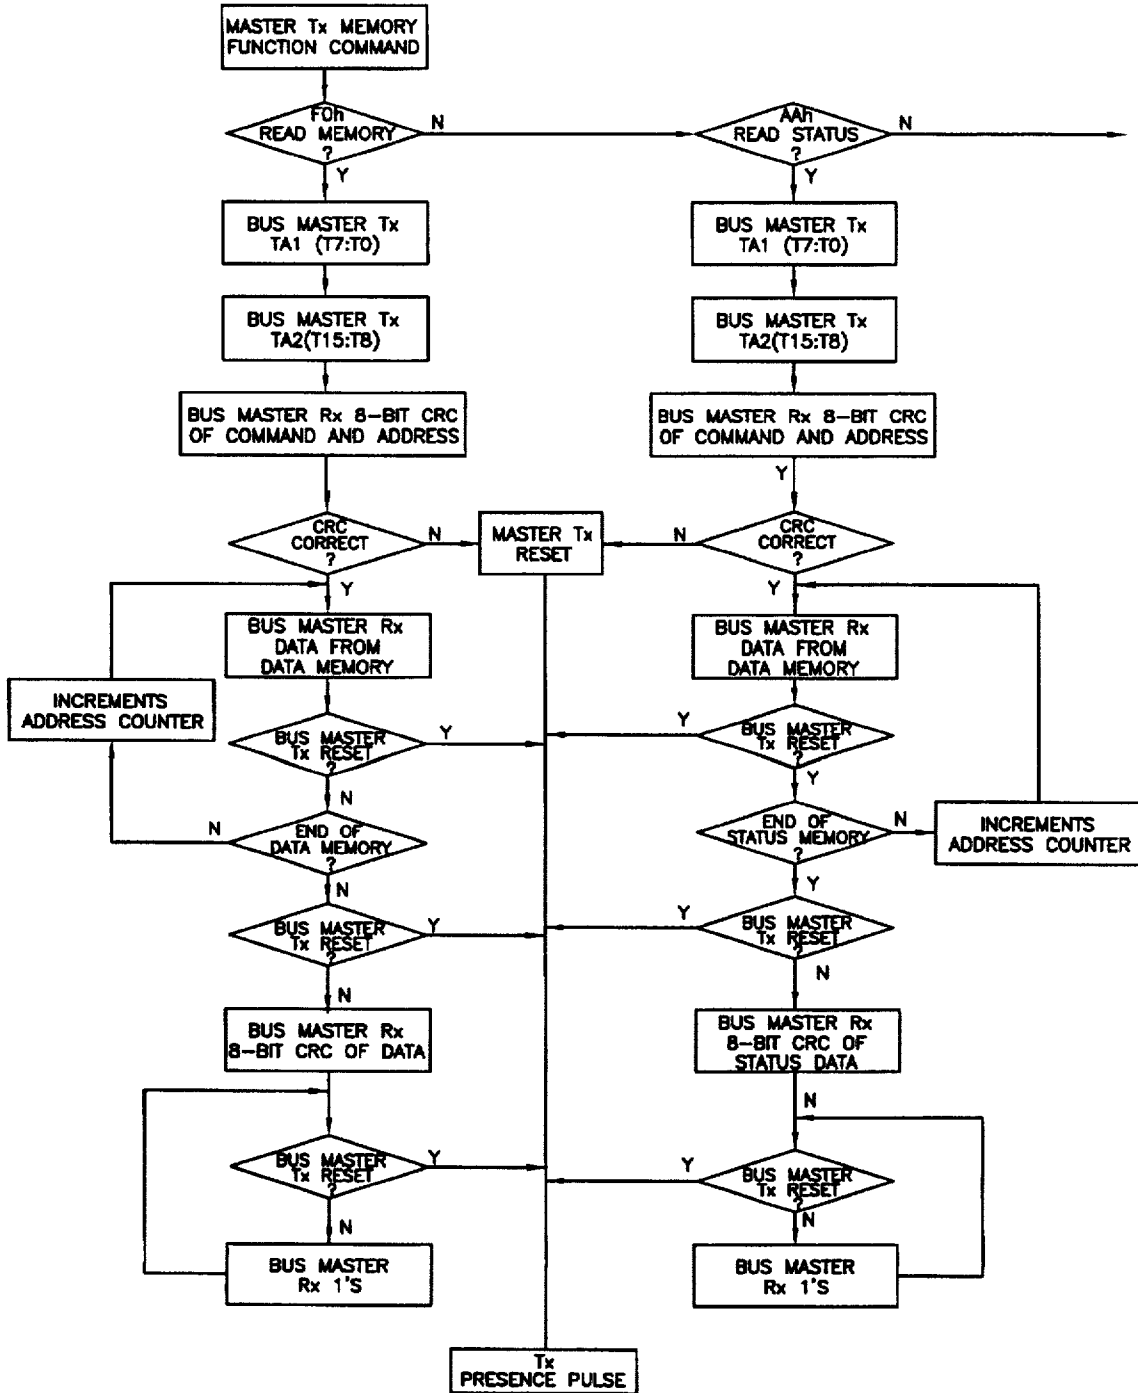 MASTER Tx MEMORY
FUNCTION COMMAND
F0h
READ MEMORY
?
N
Y
AAh
READ STATUS
?
N
Y
BUS MASTER Tx
TA1 (T7:T0)
BUS MASTER Tx
TA1 (T7:T0)
BUS MASTER Tx
TA2(T15:T8)
BUS MASTER Tx
TA2(T15:T8)
BUS MASTER Rx 8-BIT CRC
OF COMMAND AND ADDRESS
BUS MASTER Rx 8-BIT CRC
OF COMMAND AND ADDRESS
Y
CRC
CORRECT
?
N
Y
MASTER Tx
RESET
N
CRC
CORRECT
?
Y
BUS MASTER Rx
DATA FROM
DATA MEMORY
BUS MASTER Rx
DATA FROM
DATA MEMORY
INCREMENTS
ADDRESS COUNTER
BUS MASTER
Tx RESET
?
Y
N
Y
BUS MASTER
Tx RESET
?
Y
N
END OF
DATA MEMORY
?
N
END OF
STATUS MEMORY
?
N
Y
INCREMENTS
ADDRESS COUNTER
BUS MASTER
Tx RESET
?
Y
N
Y
BUS MASTER
Tx RESET
?
N
BUS MASTER Rx
8-BIT CRC OF DATA
BUS MASTER Rx
8-BIT CRC OF
STATUS DATA
N
BUS MASTER
Tx RESET
?
Y
N
Y
BUS MASTER
Tx RESET
?
N
BUS MASTER
Rx 1'S
BUS MASTER
Rx 1'S
Tx
PRESENCE PULSE